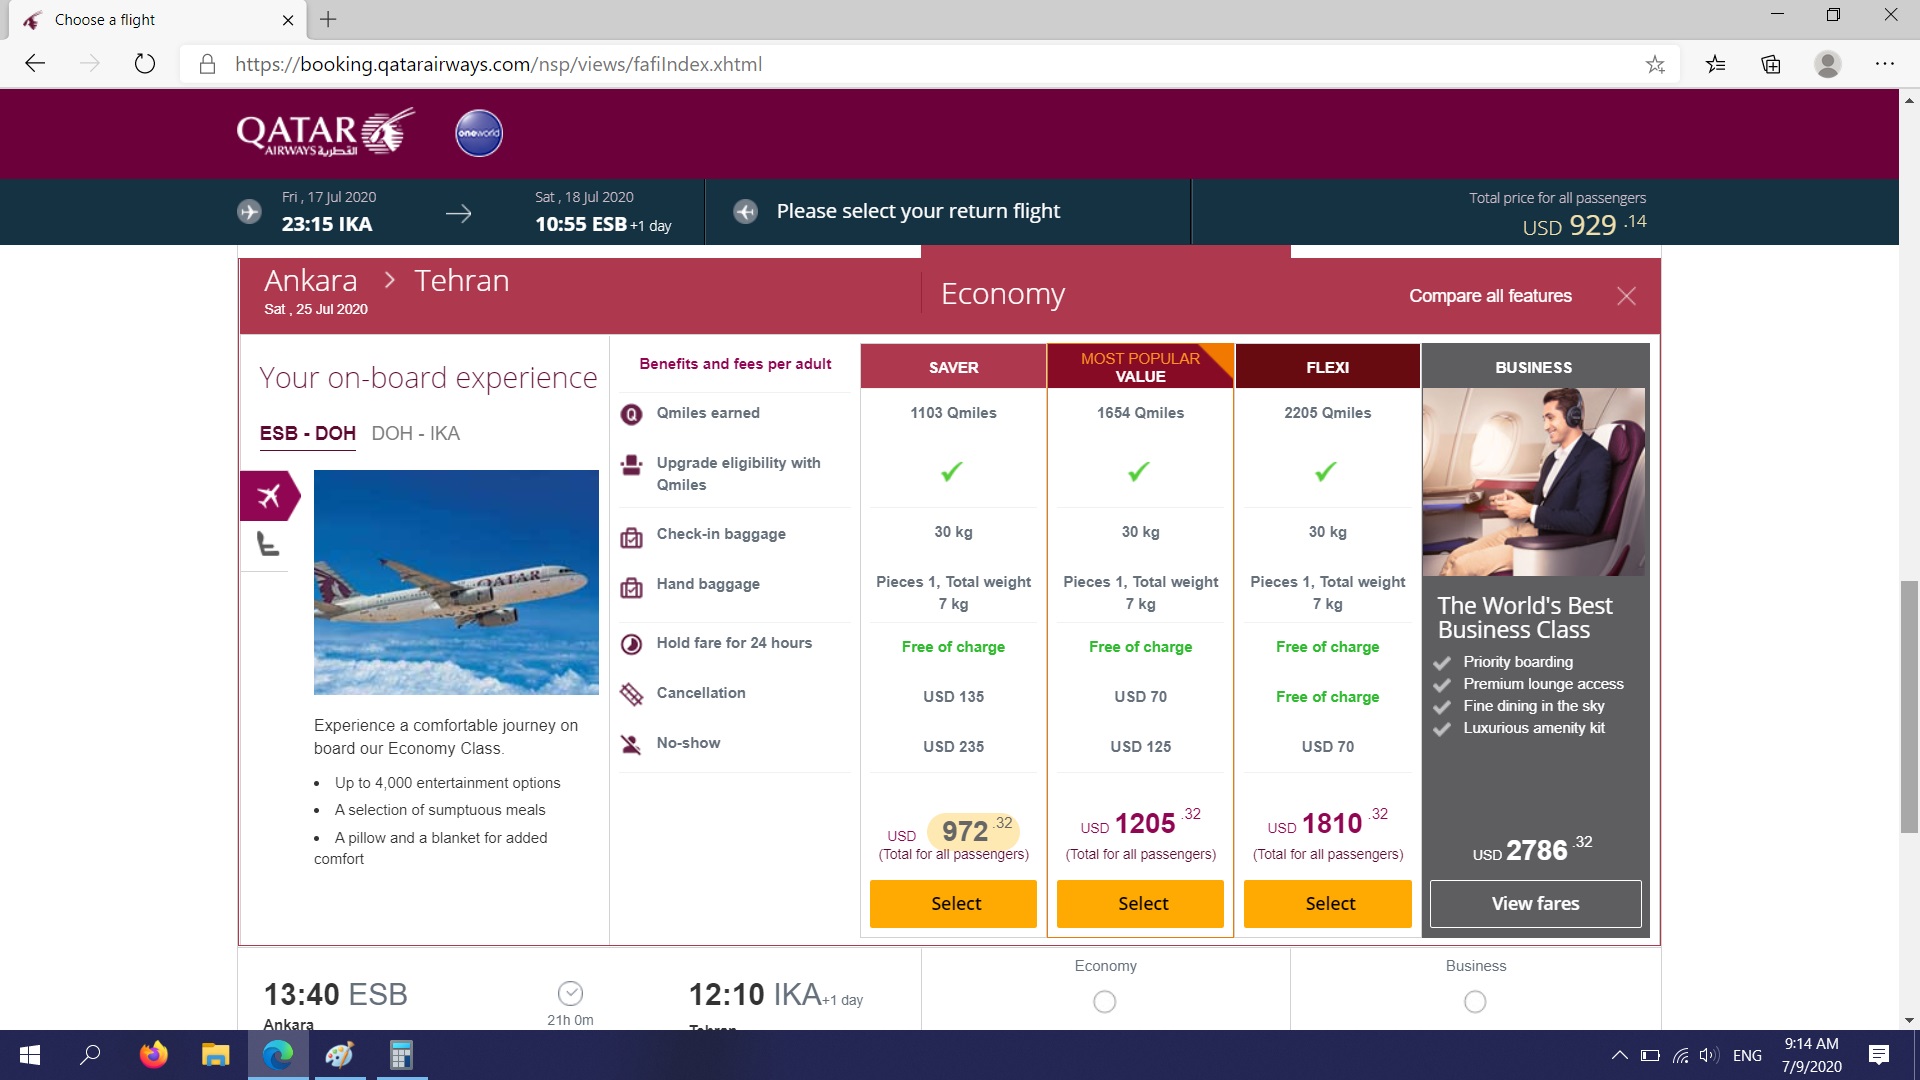 Choose a flight
https://booking.qatarairways.com/nsp/views/fafiIndex.xhtml
QATAR
AIRWAYS القطرية
oneworld
Fri , 17 Jul 2020
23:15 IKA
Sat , 18 Jul 2020
10:55 ESB +1 day
Please select your return flight
Total price for all passengers
USD 929 .14
Ankara > Tehran
Sat , 25 Jul 2020
Economy
Compare all features
Your on-board experience
ESB - DOH DOH - IKA
QATAR
Experience a comfortable journey on
board our Economy Class.
• Up to 4,000 entertainment options
• A selection of sumptuous meals
• A pillow and a blanket for added
comfort
Benefits and fees per adult
SAVER
MOST POPULAR
VALUE
FLEXI
BUSINESS
Qmiles earned 1103 Qmiles 1654 Qmiles 2205 Qmiles
Upgrade eligibility with
Qmiles
Check-in baggage 30 kg 30 kg 30 kg
Hand baggage Pieces 1, Total weight Pieces 1, Total weight Pieces 1, Total weight
7 kg 7 kg 7 kg
Hold fare for 24 hours Free of charge Free of charge Free of charge
Cancellation USD 135 USD 70 Free of charge
No-show USD 235 USD 125 USD 70
USD 972 .32 USD 1205 .32 USD 1810 .32
(Total for all passengers) (Total for all passengers) (Total for all passengers)
Select Select Select
The World's Best
Business Class
Priority boarding
Premium lounge access
Fine dining in the sky
Luxurious amenity kit
USD 2786 .32
View fares
13:40 ESB
Ankara
21h 0m
12:10 IKA+1 day
Tehran
Economy
Business
ENG
9:14 AM
7/9/2020